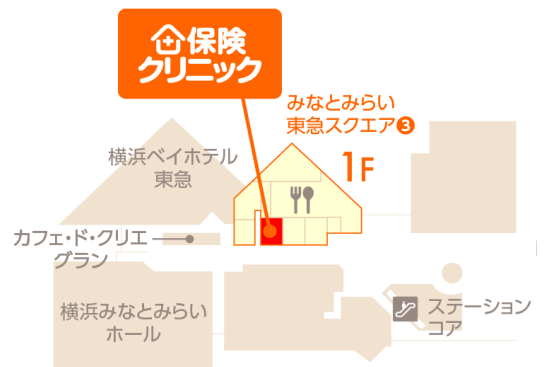 保険
クリニック
みなとみらい
東急スクエア❸
1F
横浜ベイホテル
東急
カフェ・ド・クリエ
グラン
横浜みなとみらい
ホール
ステーション
コア